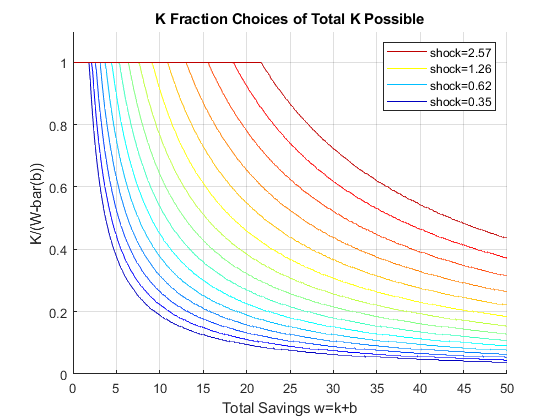 K Fraction Choices of Total K Possible
shock=2.57
shock=1.26
shock=0.62
shock=0.35
K/(W-bar(b))
1
0.8
0.6
0.4
0.2
0
0 5 10 15 20 25 30 35 40 45 50
Total Savings w=k+b